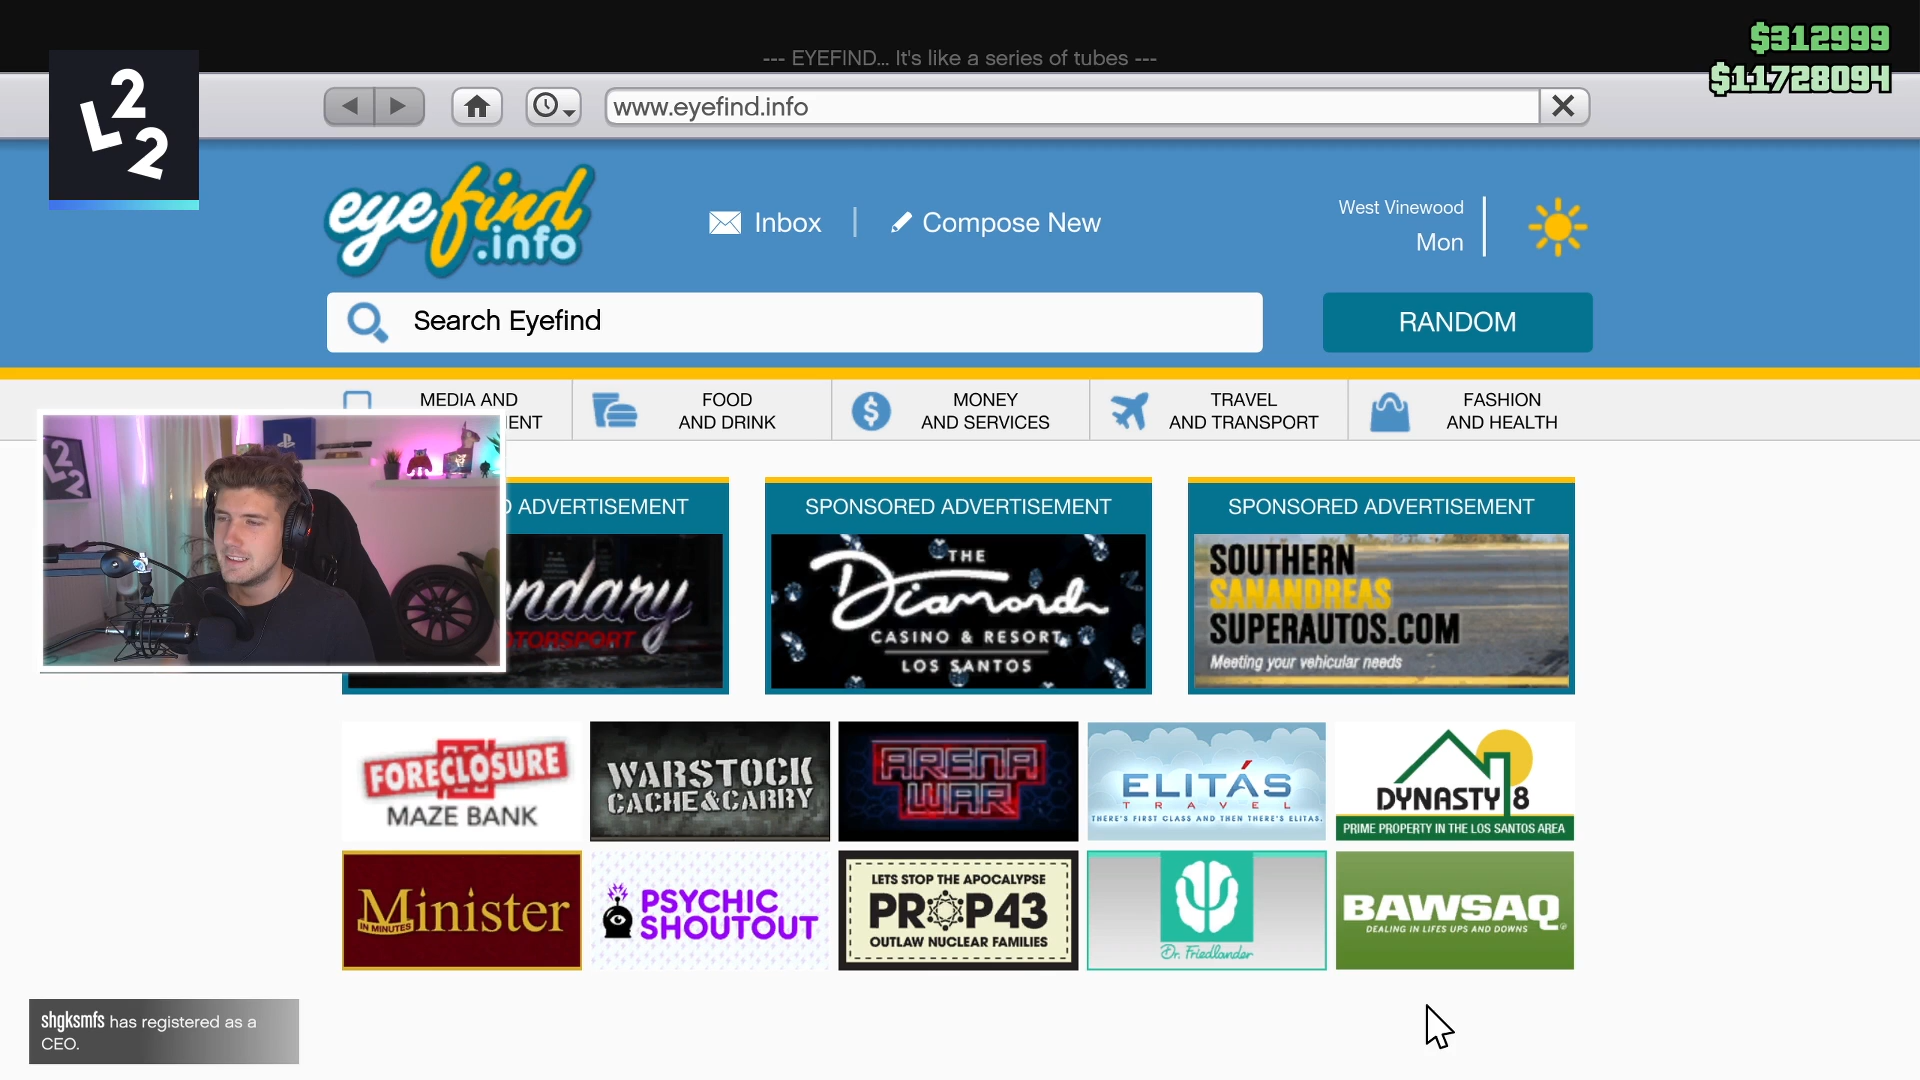 --- EYEFIND... It's like a series of tubes ---
$312999
$11728094
L22
www.eyefind.info
eyefind
.info
Inbox
Compose New
West Vinewood
Mon
Search Eyefind
RANDOM
MEDIA AND
ENT
FOOD
AND DRINK
MONEY
AND SERVICES
TRAVEL
AND TRANSPORT
FASHION
AND HEALTH
D ADVERTISEMENT
SPONSORED ADVERTISEMENT
SPONSORED ADVERTISEMENT
ndary
TORSPORT
THE
Diamond
CASINO & RESORT
LOS SANTOS
SOUTHERN
SANANDREAS
SUPERAUTOS.COM
Meeting your vehicular needs
FORECLOSURE
MAZE BANK
WARSTOCK
CACHE&CARRY
ARENA
WAR
ELITÁS
TRAVEL
THERE'S FIRST CLASS AND THEN THERE'S ELITAS.
DYNASTY 8
PRIME PROPERTY IN THE LOS SANTOS AREA
Minister
IN MINUTES
PSYCHIC
SHOUTOUT
LETS STOP THE APOCALYPSE
PROP43
OUTLAW NUCLEAR FAMILIES
Dr. Friedlander
BAWSAQ
DEALING IN LIFES UPS AND DOWNS
shgksmfs has registered as a
CEO.